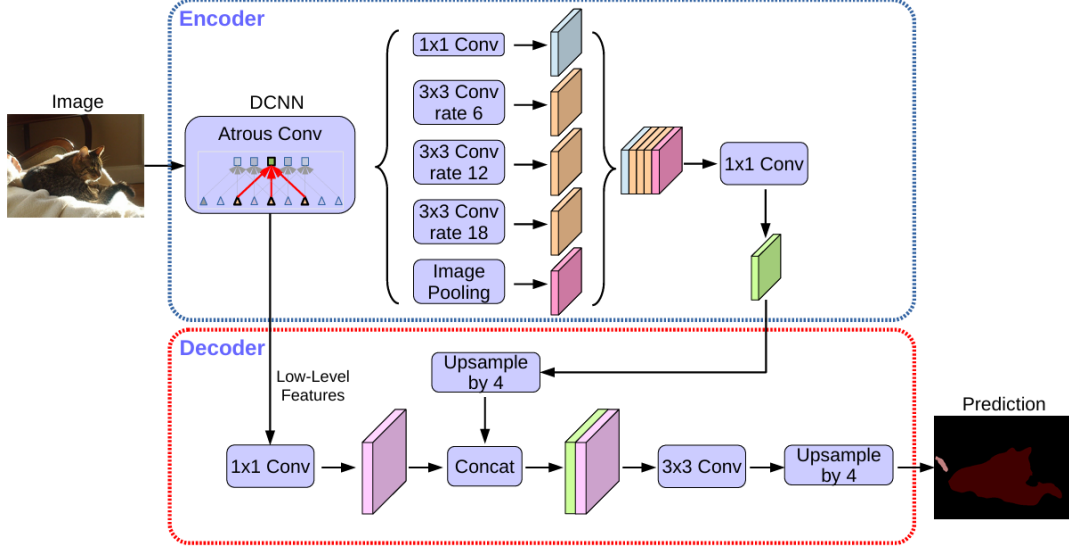 Encoder
Image
DCNN
Atrous Conv
1x1 Conv
3x3 Conv
rate 6
3x3 Conv
rate 12
3x3 Conv
rate 18
Image
Pooling
1x1 Conv
Decoder
Low-Level
Features
Upsample
by 4
1x1 Conv
Concat
3x3 Conv
Upsample
by 4
Prediction